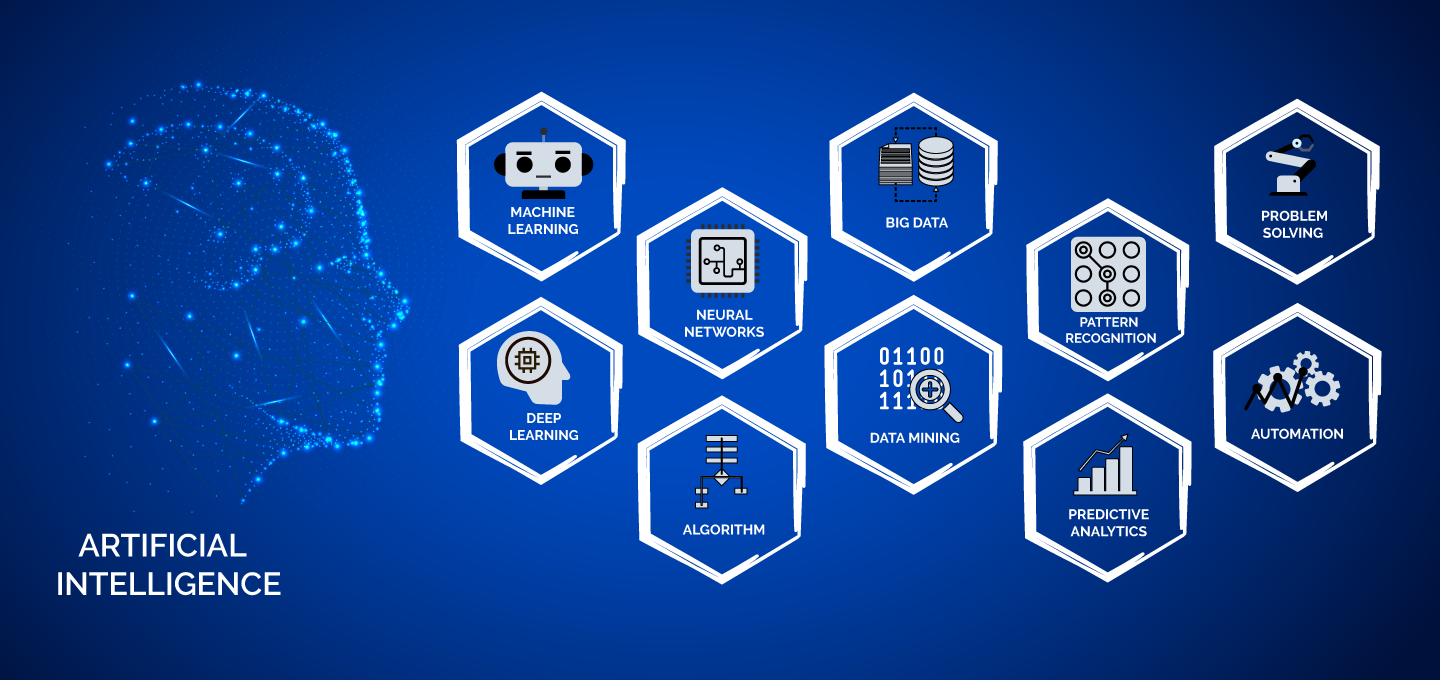 ARTIFICIAL
INTELLIGENCE
MACHINE
LEARNING
DEEP
LEARNING
NEURAL
NETWORKS
ALGORITHM
BIG DATA
01100
10
111
DATA MINING
PATTERN
RECOGNITION
PREDICTIVE
ANALYTICS
PROBLEM
SOLVING
AUTOMATION